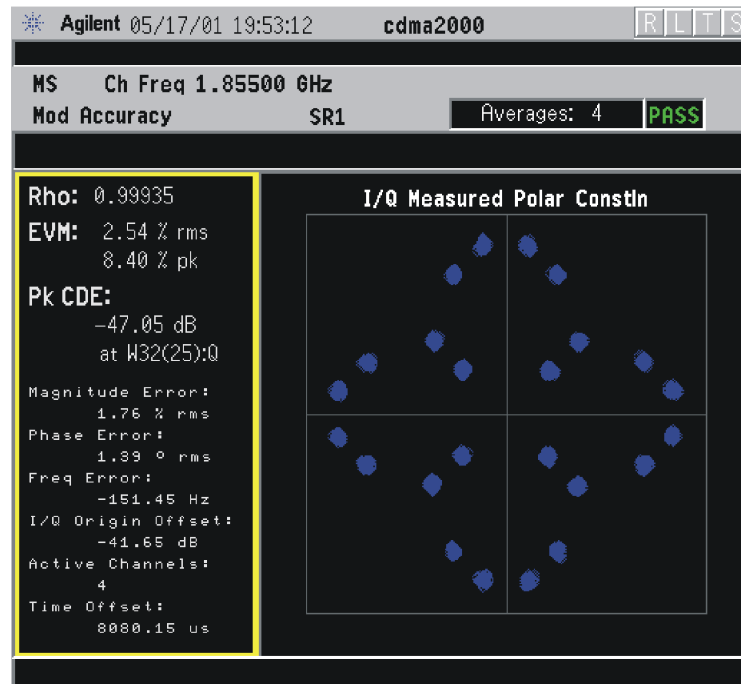 Agilent 05/17/01 19:53:12 cdma2000 R L T S
MS Ch Freq 1.85500 GHz
Mod Accuracy SR1 Averages: 4 PASS
Rho: 0.99935
I/Q Measured Polar Constln
EVM: 2.54 % rms
8.40 % pk
Pk CDE:
-47.05 dB
at W32(25):Q
Magnitude Error:
1.76 % rms
Phase Error:
1.39 º rms
Freq Error:
-151.45 Hz
I/Q Origin Offset:
-41.65 dB
Active Channels:
4
Time Offset:
8080.15 us